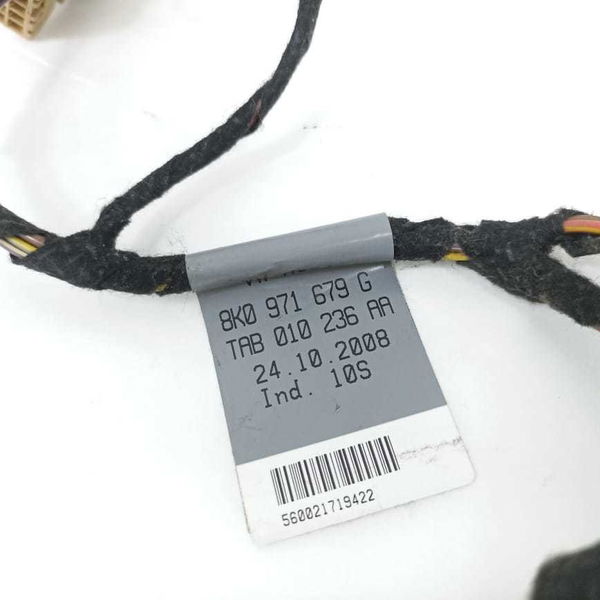 8K0 971 679 G
TAB 010 236 AA
24.10.2008
Ind. 10S
560021719422